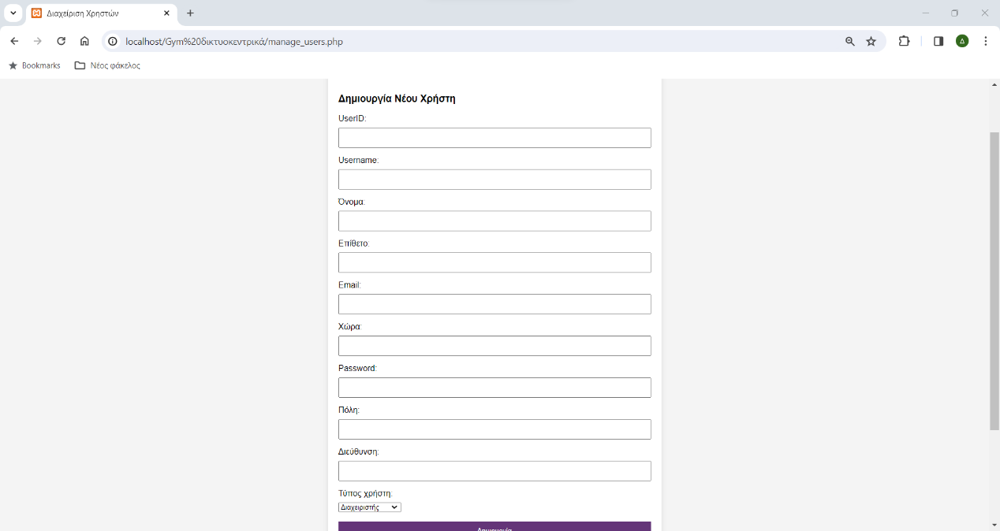 Διαχείριση Χρηστών
localhost/Gym%20δικτυοκεντρικά/manage_users.php
Δ
Bookmarks Νέος φάκελος
Δημιουργία Νέου Χρήστη
UserID:
Username:
Όνομα:
Επίθετο:
Email:
Χώρα:
Password:
Πόλη:
Διεύθυνση:
Τύπος χρήστη:
Διαχειριστής
Δημιουργία